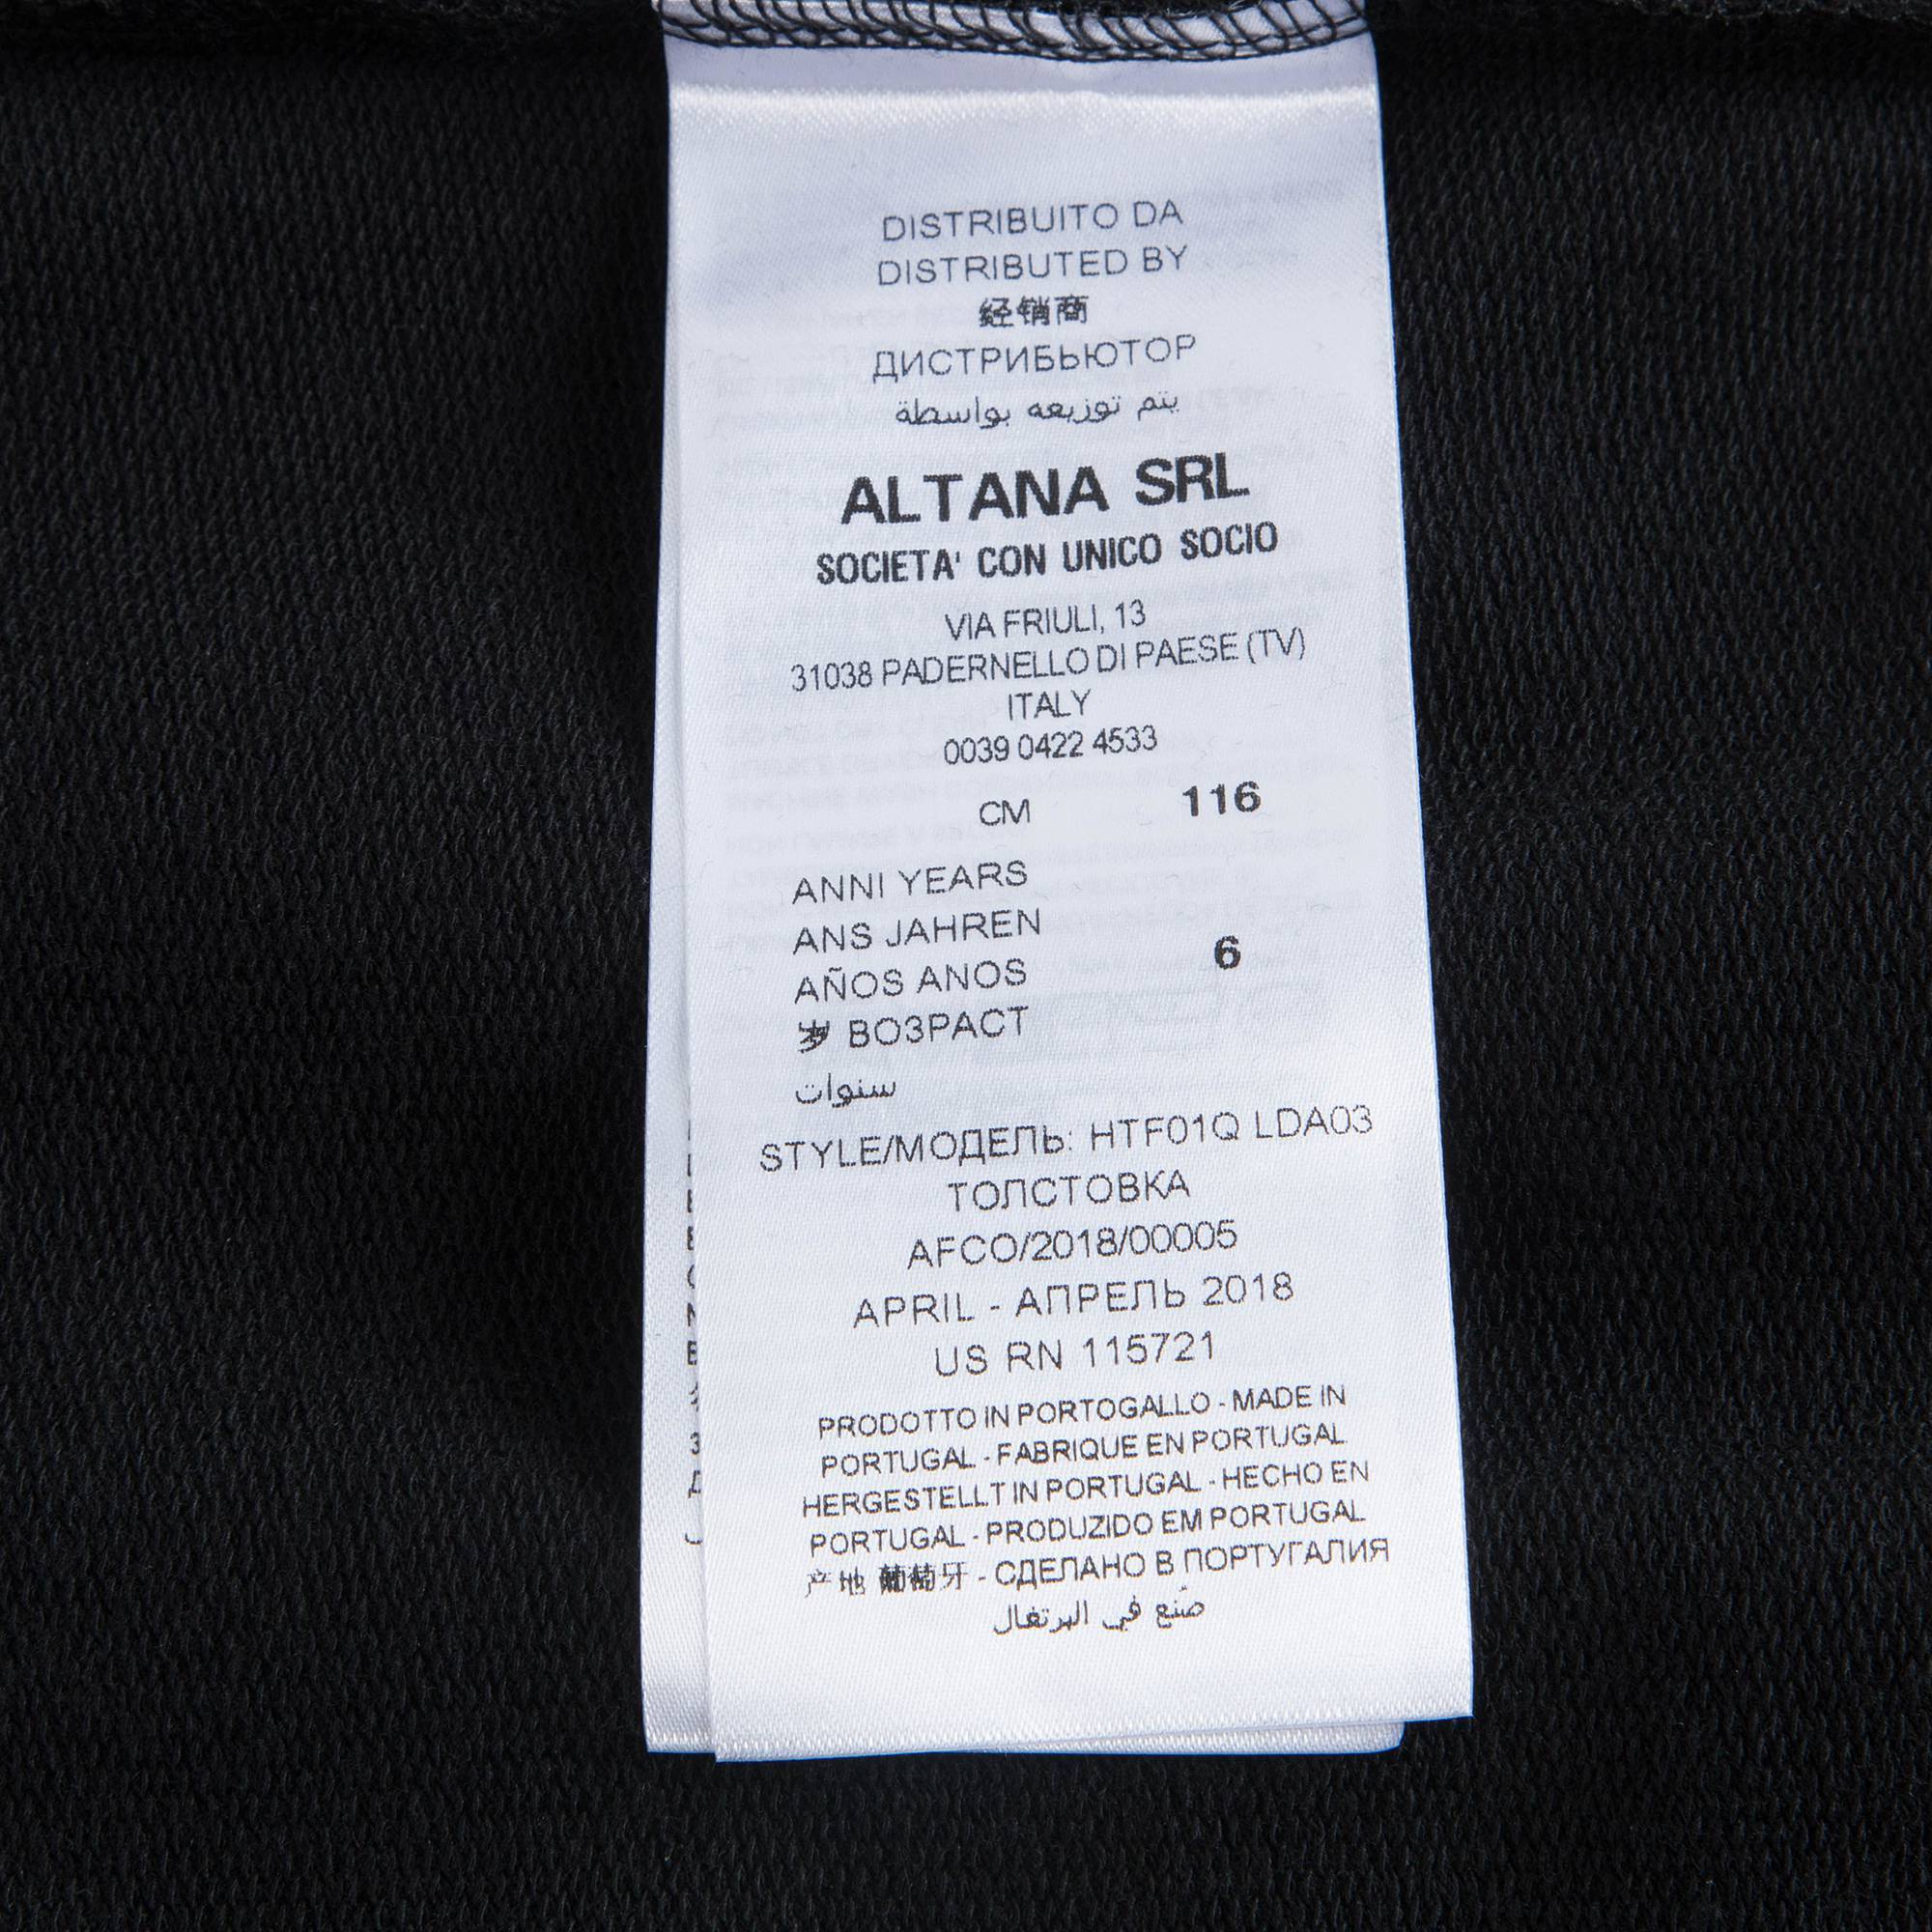 DISTRIBUITO DA
DISTRIBUTED BY
经销商
ДИСТРИБЬЮТОР
يتم توزيعه بواسطة
ALTANA SRL
SOCIETA' CON UNICO SOCIO
VIA FRIULI, 13
31038 PADERNELLO DI PAESE (TV)
ITALY
0039 0422 4533
CM 116
ANNI YEARS
ANS JAHREN
AÑOS ANOS 6
岁 ВОЗРАСТ
سنوات
STYLE/МОДЕЛЬ: HTF01Q LDA03
ТОЛСТОВКА
AFCO/2018/00005
APRIL - АПРЕЛЬ 2018
US RN 115721
PRODOTTO IN PORTOGALLO - MADE IN
PORTUGAL - FABRIQUE EN PORTUGAL
HERGESTELLT IN PORTUGAL - HECHO EN
PORTUGAL - PRODUZIDO EM PORTUGAL
产地 葡萄牙 - СДЕЛАНО В ПОРТУГАЛИЯ
صُنع في البرتغال